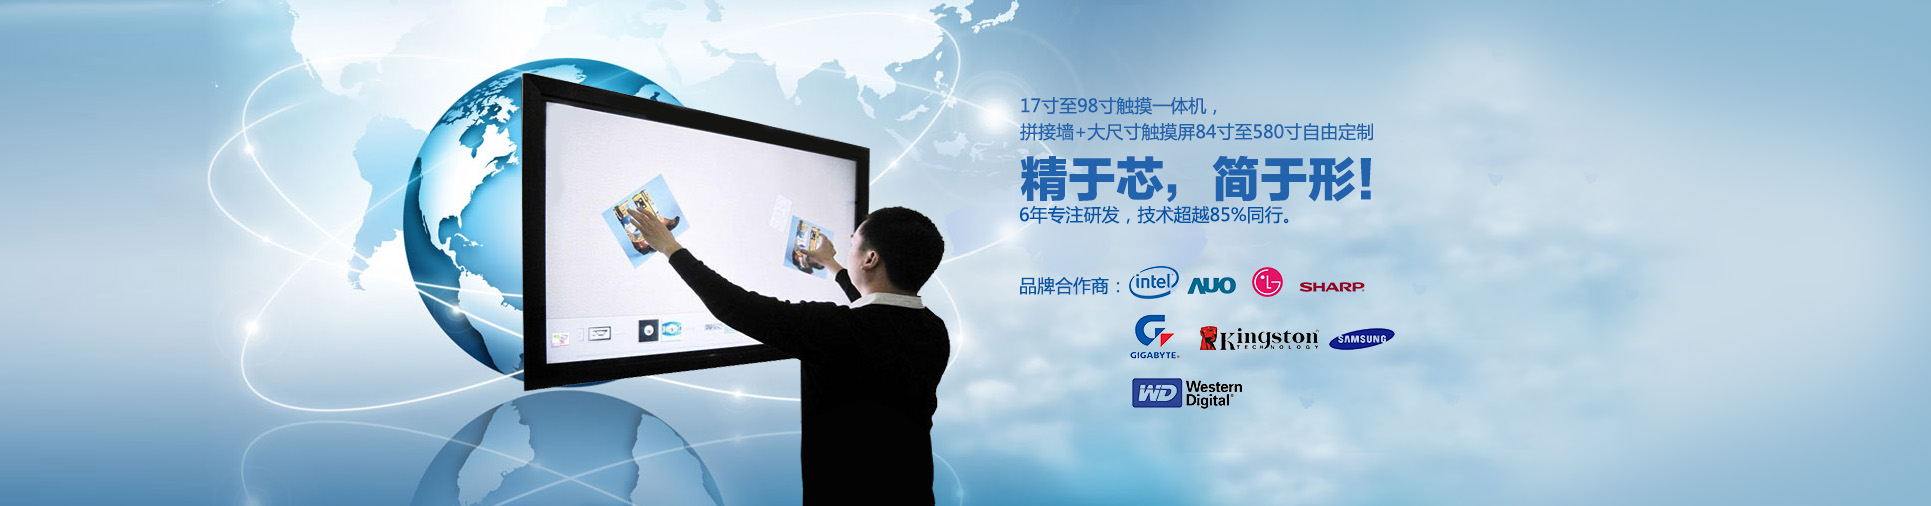 17寸至98寸触摸一体机，
拼接墙+大尺寸触摸屏84寸至580寸自由定制
精于芯，简于形!
6年专注研发，技术超越85%同行。
品牌合作商：
intel
AUO
LG
SHARP
GIGABYTE
Kingston
TECHNOLOGY
SAMSUNG
WD
Western
Digital